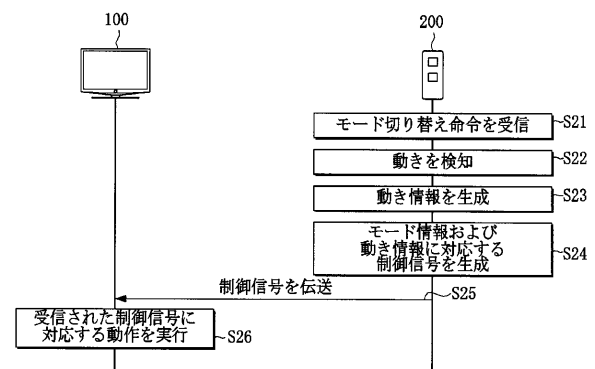 100
200
モード切り替え命令を受信
S21
動きを検知
S22
動き情報を生成
S23
モード情報および
動き情報に対応する
制御信号を生成
S24
制御信号を伝送
S25
受信された制御信号に
対応する動作を実行
S26